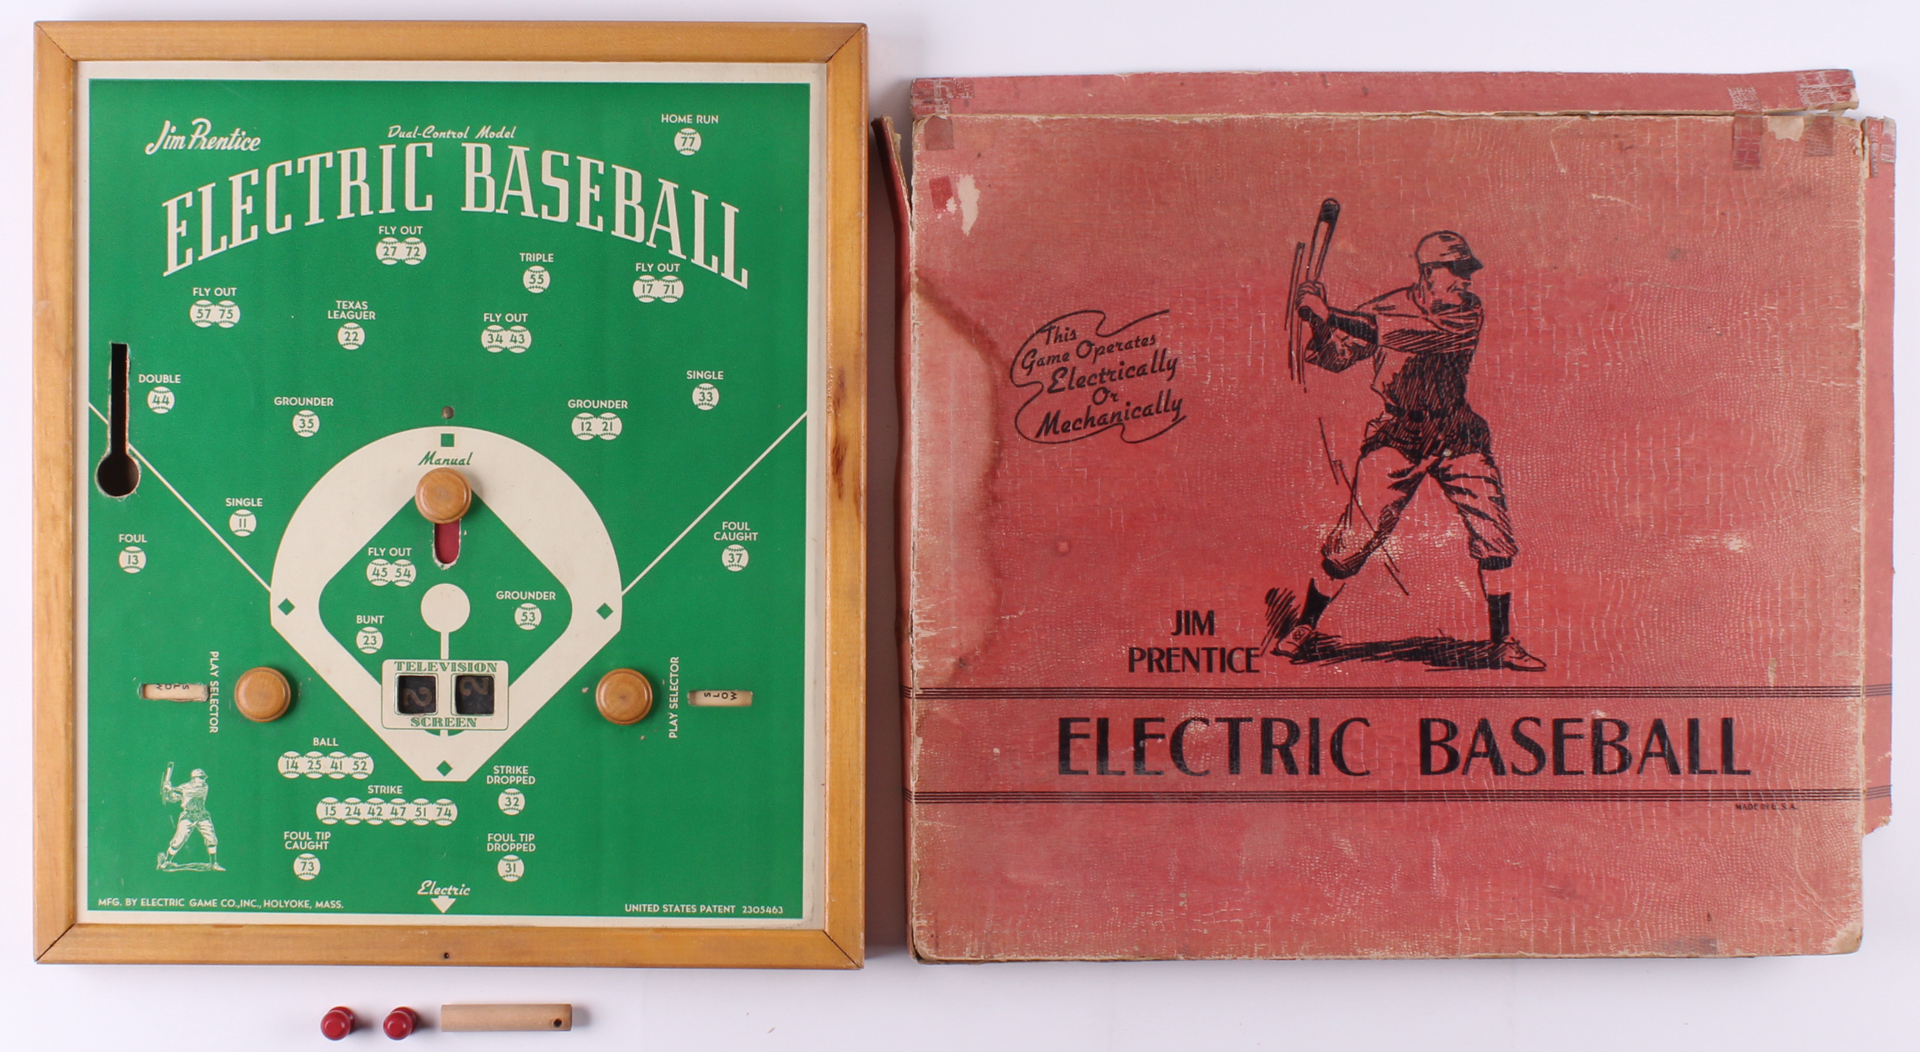 Jim Prentice
Dual-Control Model
ELECTRIC BASEBALL
HOME RUN
77
FLY OUT
27 72
TRIPLE
55
FLY OUT
17 71
FLY OUT
57 75
TEXAS
LEAGUER
22
FLY OUT
34 43
DOUBLE
44
SINGLE
33
GROUNDER
35
GROUNDER
12 21
Manual
SINGLE
11
FOUL
13
FOUL
CAUGHT
37
FLY OUT
45 54
GROUNDER
53
BUNT
23
PLAY SELECTOR
TELEVISION
2 2
SCREEN
PLAY SELECTOR
SLOW
BALL
14 25 41 52
STRIKE
DROPPED
32
STRIKE
15 24 42 47 51 74
FOUL TIP
CAUGHT
73
FOUL TIP
DROPPED
31
Electric
MFG. BY ELECTRIC GAME CO., INC., HOLYOKE, MASS.
UNITED STATES PATENT 2305463
This
Game Operates
Electrically
Or
Mechanically
JIM
PRENTICE
ELECTRIC BASEBALL
MADE IN U.S.A.